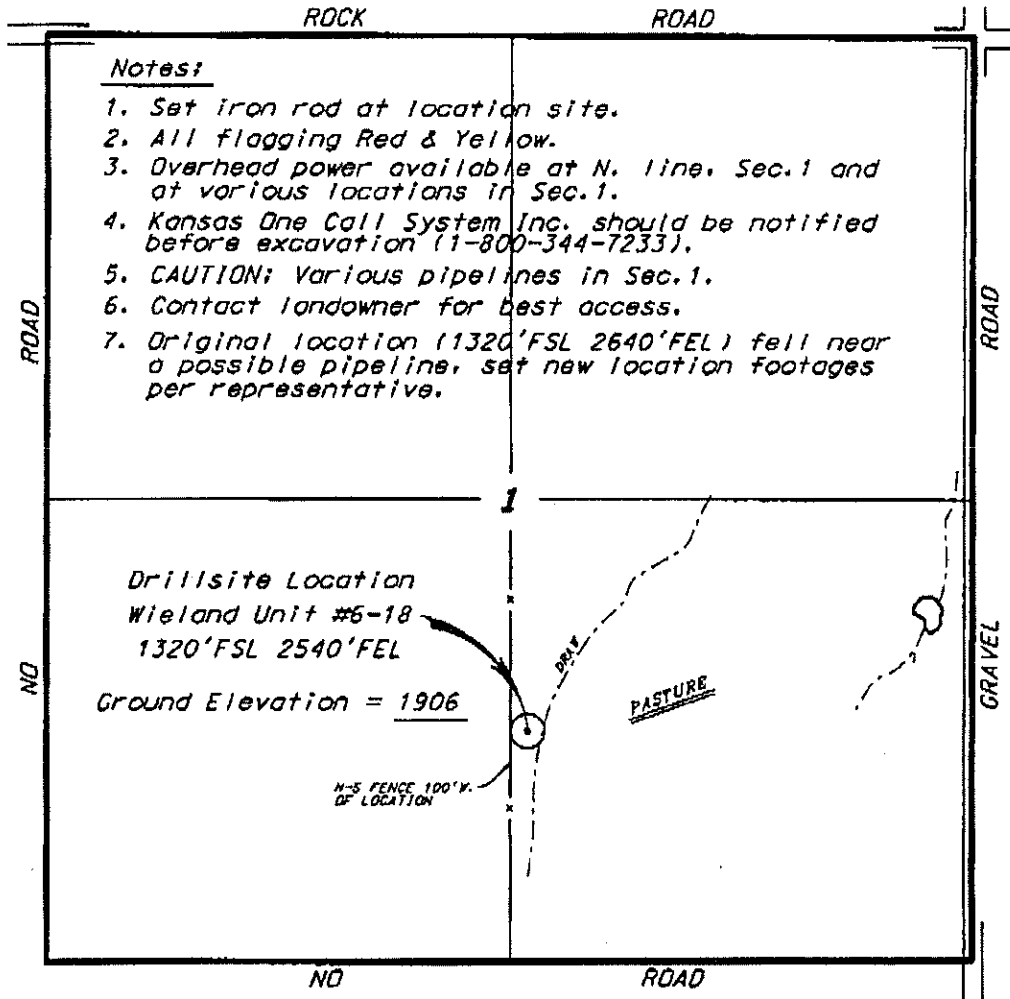 ROCK ROAD
Notes:
1. Set iron rod at location site.
2. All flagging Red & Yellow.
3. Overhead power available at N. line, Sec.1 and
at various locations in Sec.1.
4. Kansas One Call System Inc. should be notified
before excavation (1-800-344-7233).
5. CAUTION: Various pipelines in Sec.1.
6. Contact landowner for best access.
7. Original location (1320'FSL 2640'FEL) fell near
a possible pipeline, set new location footages
per representative.
ROAD
ROAD
1
Drillsite Location
Wieland Unit #6-18
1320'FSL 2540'FEL
Ground Elevation = 1906
DRAW
PASTURE
NO
GRAVEL
N-S FENCE 100'W.
OF LOCATION
NO ROAD